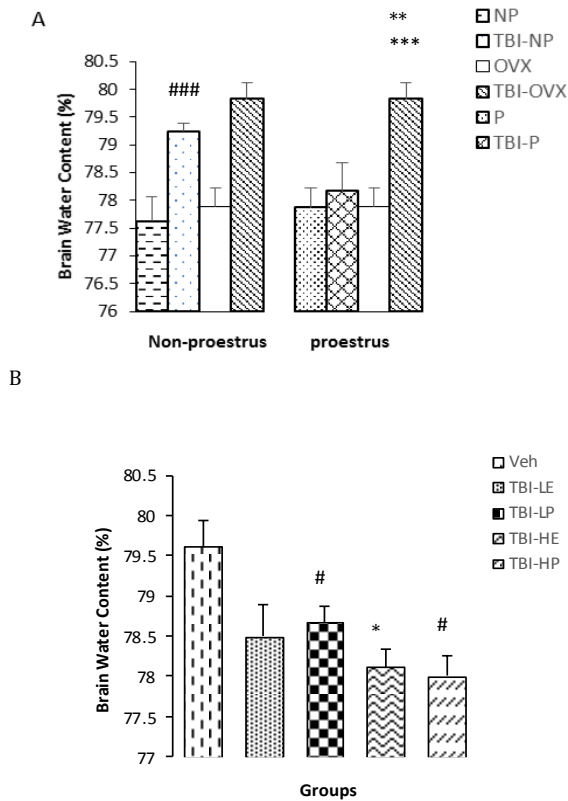 A
Brain Water Content (%)
80.5
80
79.5
79
78.5
78
77.5
77
76.5
76
###
**
***
Non-proestrus
proestrus
NP
TBI-NP
OVX
TBI-OVX
P
TBI-P
B
Brain Water Content (%)
80.5
80
79.5
79
78.5
78
77.5
77
#
*
#
Groups
Veh
TBI-LE
TBI-LP
TBI-HE
TBI-HP